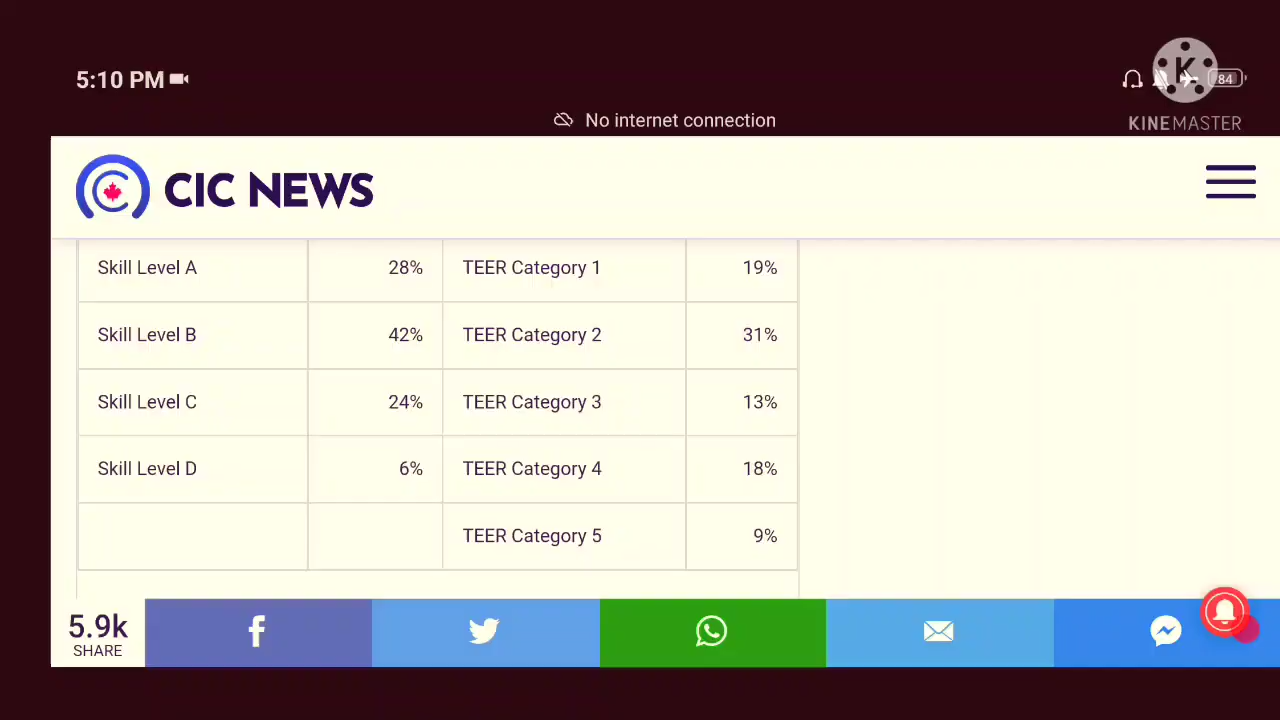 5:10 PM
84
KINEMASTER
No internet connection
CIC NEWS
Skill Level A 28% TEER Category 1 19%
Skill Level B 42% TEER Category 2 31%
Skill Level C 24% TEER Category 3 13%
Skill Level D 6% TEER Category 4 18%
TEER Category 5 9%
5.9k
SHARE